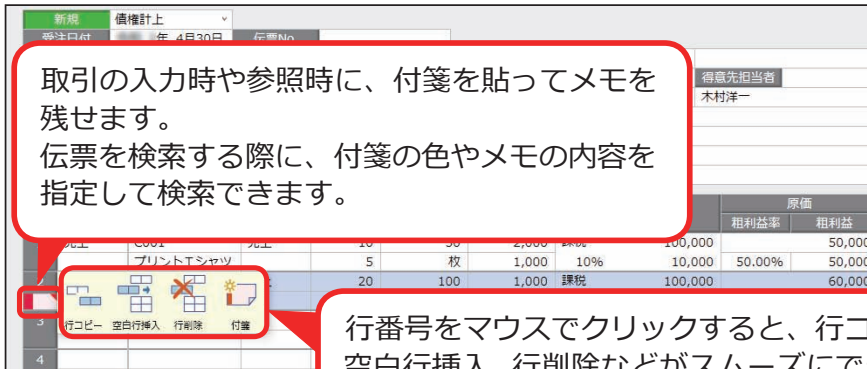 新規 債権計上
受注日付 年 4月30日 伝票No.
取引の入力時や参照時に、付箋を貼ってメモを
残せます。
伝票を検索する際に、付箋の色やメモの内容を
指定して検索できます。
得意先担当者
木村洋一
原価
粗利益率 粗利益
売上 C001 売上 10 50 2,000 課税 100,000 50,000
プリントTシャツ 5 枚 1,000 10% 10,000 50.00% 50,000
20 100 1,000 課税 100,000 60,000
3 行コピー 空白行挿入 行削除 付箋
行番号をマウスでクリックすると、行コ
空白行挿入、行削除などがスムーズにで
4